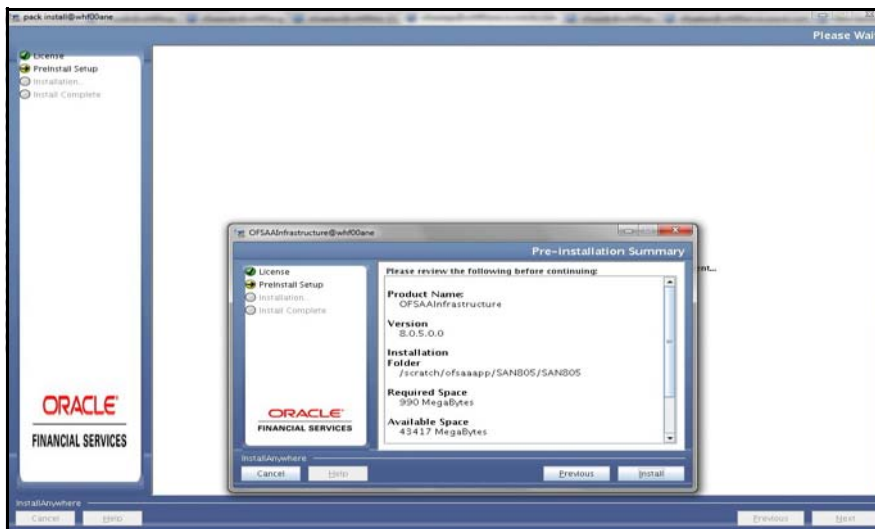 pack install@whf00ane
Please Wai
License
PreInstall Setup
Installation...
Install Complete
OFSAAInfrastructure@whf00ane
Pre-installation Summary
License
PreInstall Setup
Installation...
Install Complete
Please review the following before continuing:
Product Name:
OFSAAInfrastructure
Version
8.0.5.0.0
Installation
Folder
/scratch/ofsaaapp/SAN805/SAN805
Required Space
990 MegaBytes
Available Space
43417 MegaBytes
ent...
ORACLE
FINANCIAL SERVICES
InstallAnywhere
Cancel
Help
Previous
Install
ORACLE
FINANCIAL SERVICES
InstallAnywhere
Cancel
Help
Previous
Next